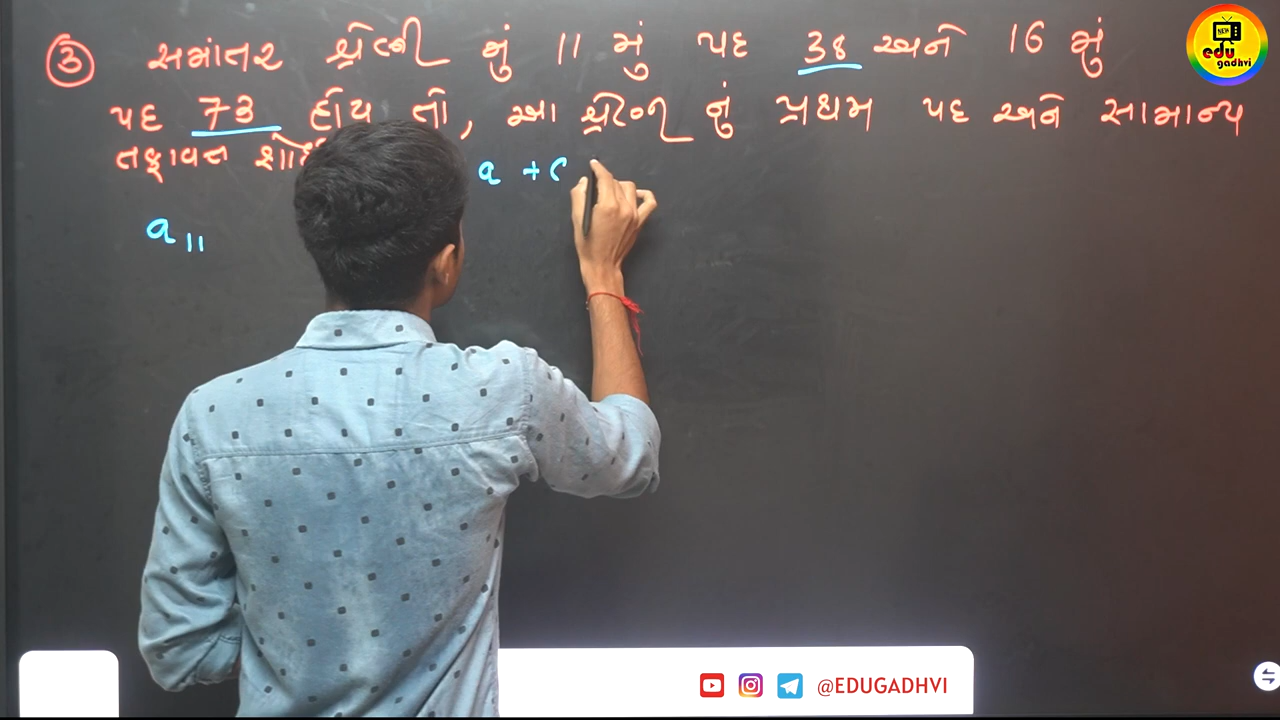 ③ સમાંતર શ્રેણી નું 11 મું પદ 38 અને 16 મું
પદ 73 હોય તો, આ શ્રેણી નું પ્રથમ પદ અને સામાન્ય
તફાવત
a +
a 11
NEW
edu
gadhvi
@EDUGADHVI